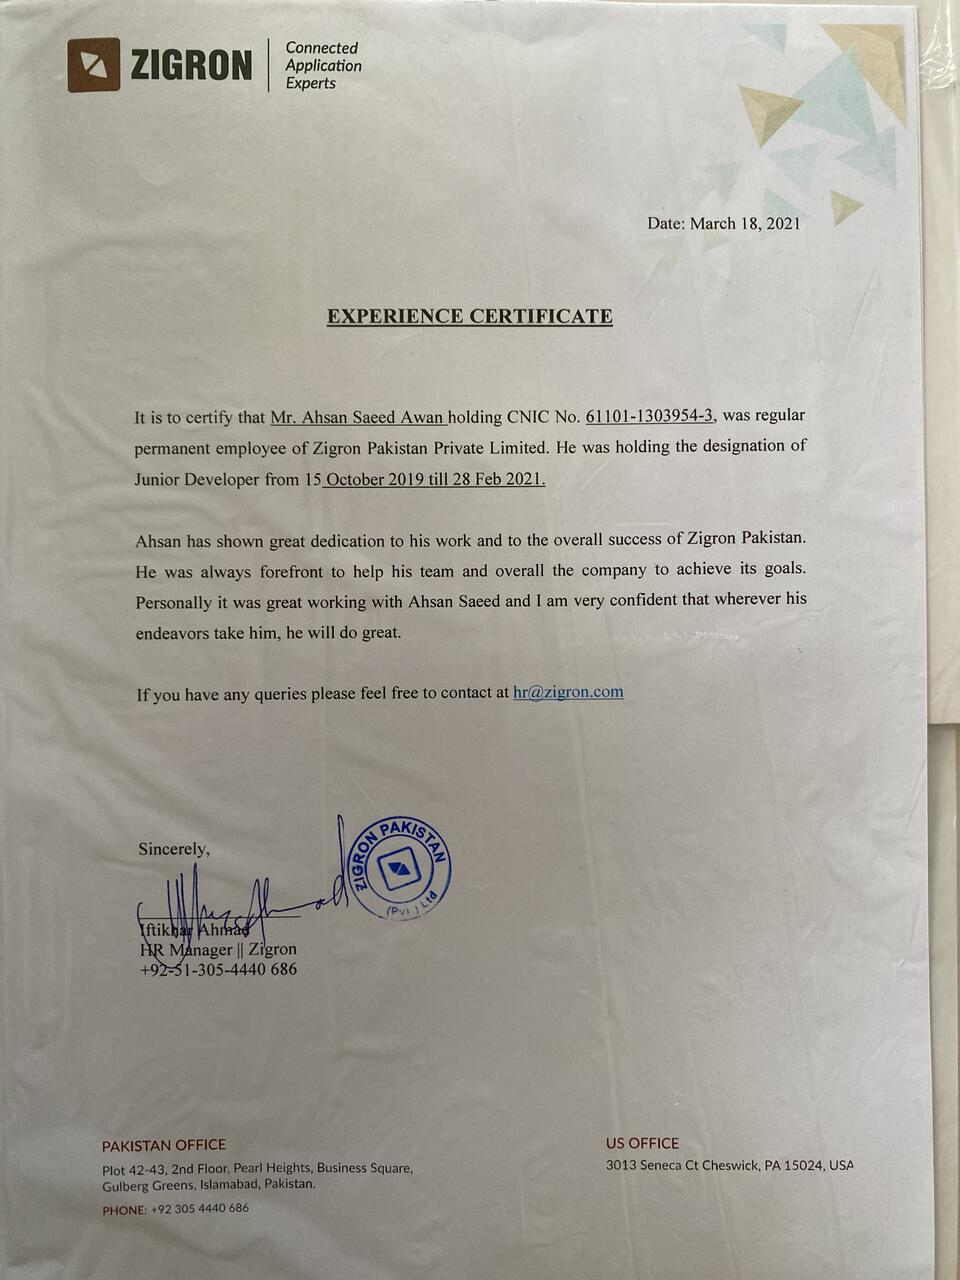 ZIGRON
Connected
Application
Experts
Date: March 18, 2021
EXPERIENCE CERTIFICATE
It is to certify that Mr. Ahsan Saeed Awan holding CNIC No. 61101-1303954-3, was regular
permanent employee of Zigron Pakistan Private Limited. He was holding the designation of
Junior Developer from 15 October 2019 till 28 Feb 2021.
Ahsan has shown great dedication to his work and to the overall success of Zigron Pakistan.
He was always forefront to help his team and overall the company to achieve its goals.
Personally it was great working with Ahsan Saeed and I am very confident that wherever his
endeavors take him, he will do great.
If you have any queries please feel free to contact at hr@zigron.com
Sincerely,
ZIGRON PAKISTAN
(Pvt) Ltd
Iftikhar Ahmad
HR Manager || Zigron
+92-51-305-4440 686
PAKISTAN OFFICE
Plot 42-43, 2nd Floor, Pearl Heights, Business Square,
Gulberg Greens, Islamabad, Pakistan.
PHONE: +92 305 4440 686
US OFFICE
3013 Seneca Ct Cheswick, PA 15024, USA